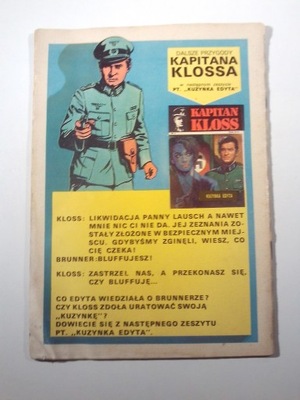 DALSZE PRZYGODY
KAPITANA
KLOSSA
w następnym zeszycie
PT. „KUZYNKA EDYTA”
KAPITAN
KLOSS
KUZYNKA EDYTA
KLOSS: LIKWIDACJA PANNY LAUSCH A NAWET
MNIE NIC CI NIE DA. JEJ ZEZNANIA ZO-
STAŁY ZŁOŻONE W BEZPIECZNYM MIEJ-
SCU. GDYBYŚMY ZGINĘLI, WIESZ, CO
CIĘ CZEKA!
BRUNNER: BLUFFUJESZ!
KLOSS: ZASTRZEL NAS, A PRZEKONASZ SIĘ,
CZY BLUFFUJĘ...
CO EDYTA WIEDZIAŁA O BRUNNERZE?
CZY KLOSS ZDOŁA URATOWAĆ SWOJĄ
„KUZYNKĘ”?
DOWIECIE SIĘ Z NASTĘPNEGO ZESZYTU
PT. „KUZYNKA EDYTA”.